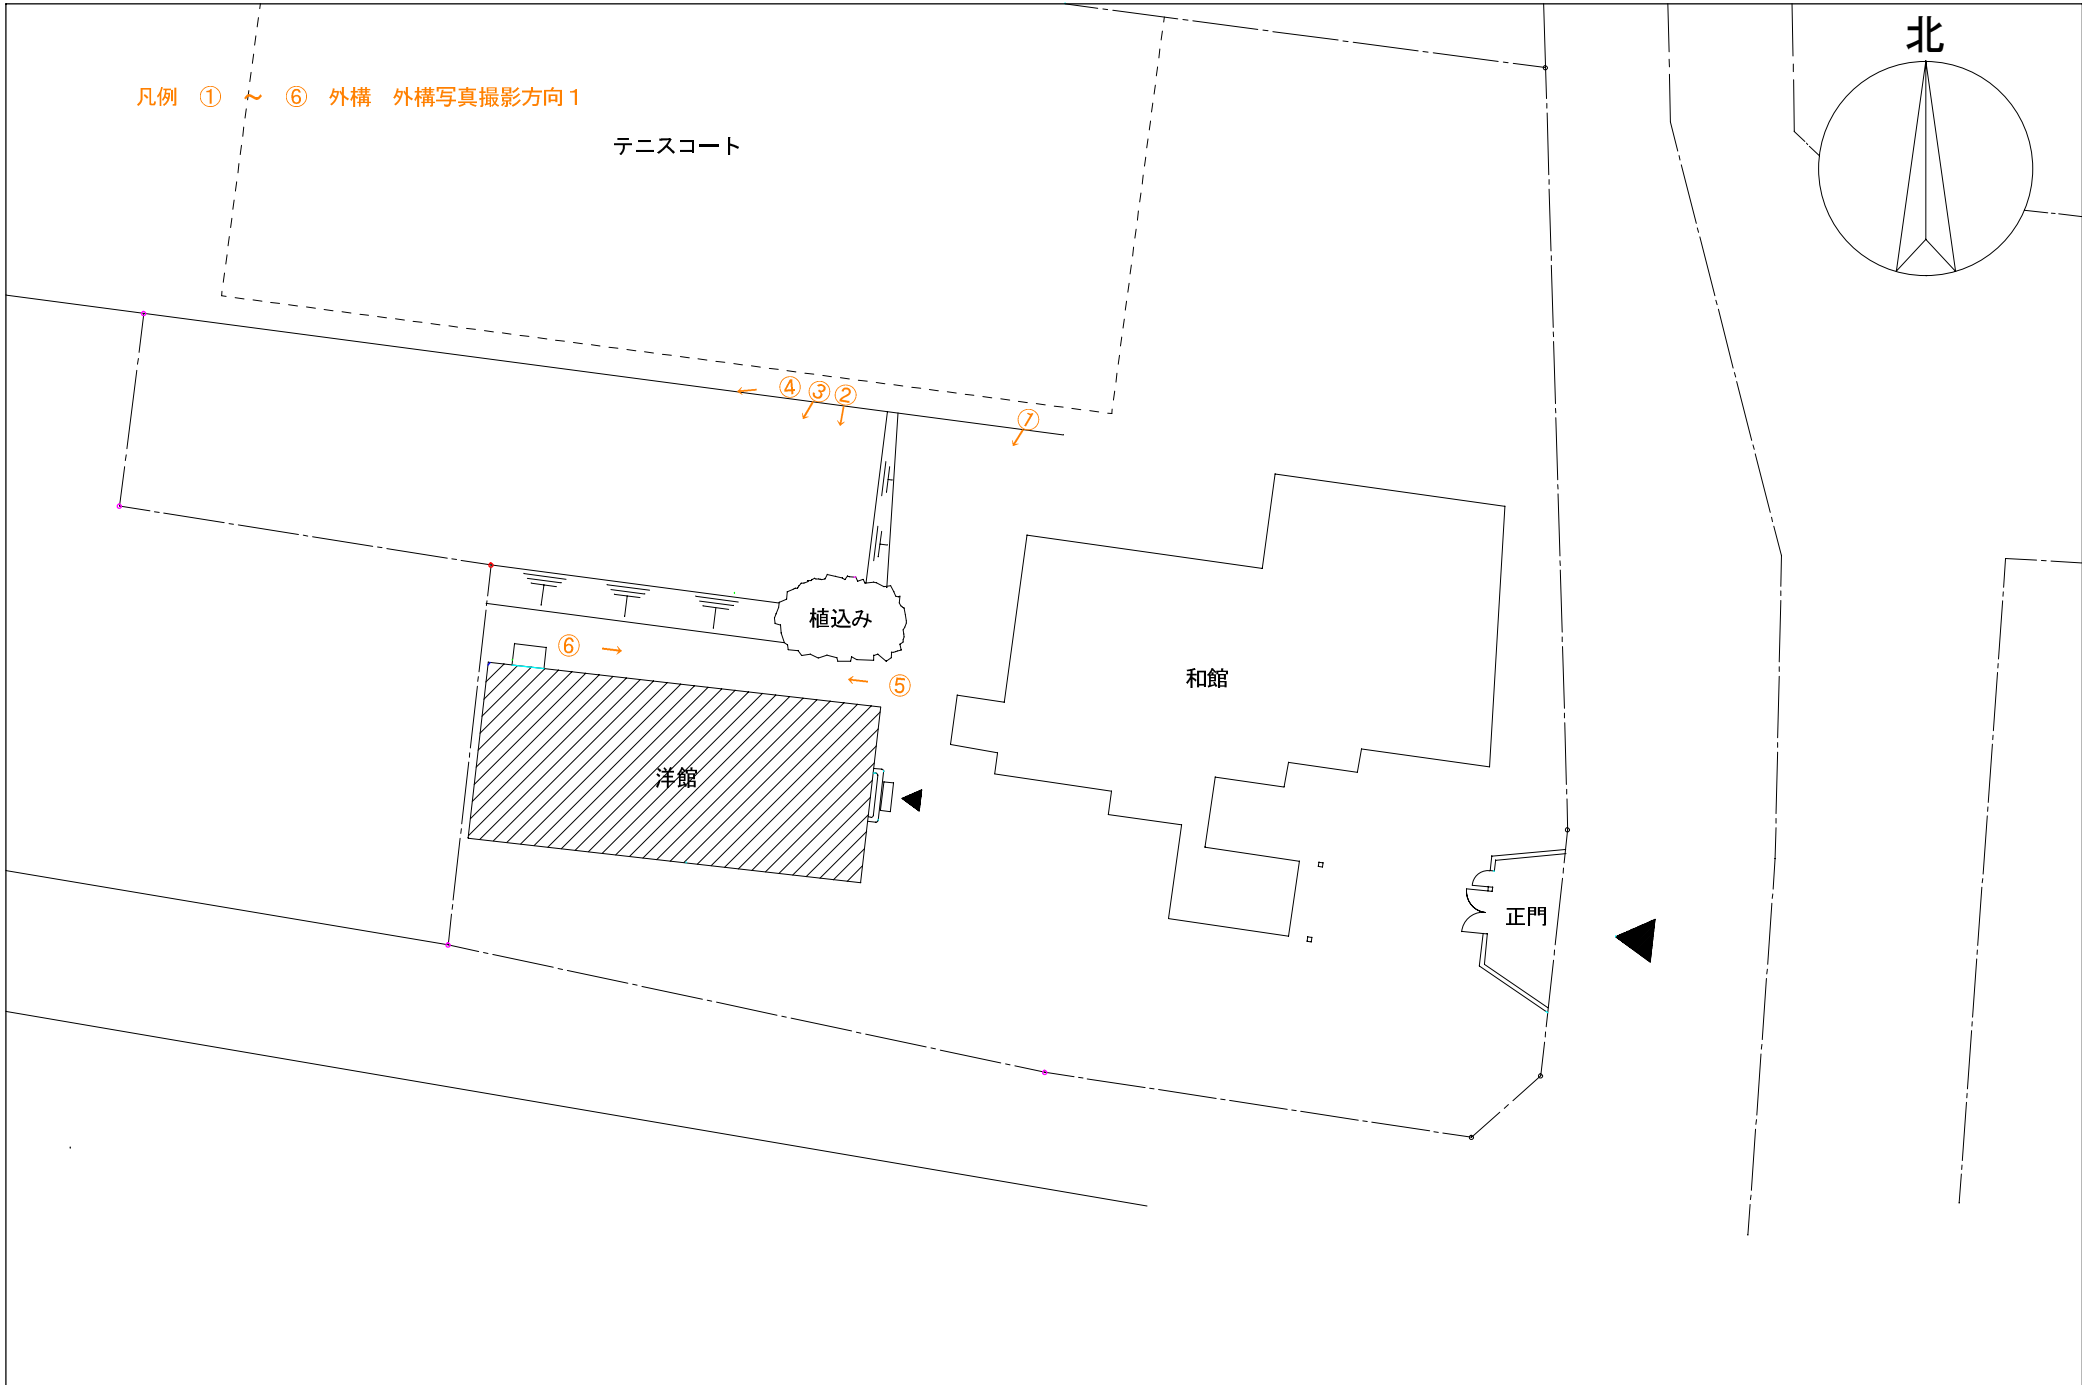 北
凡例 ① ～ ⑥ 外構 外構写真撮影方向1
テニスコート
④ ③ ②
①
植込み
⑥
⑤
和館
洋館
正門